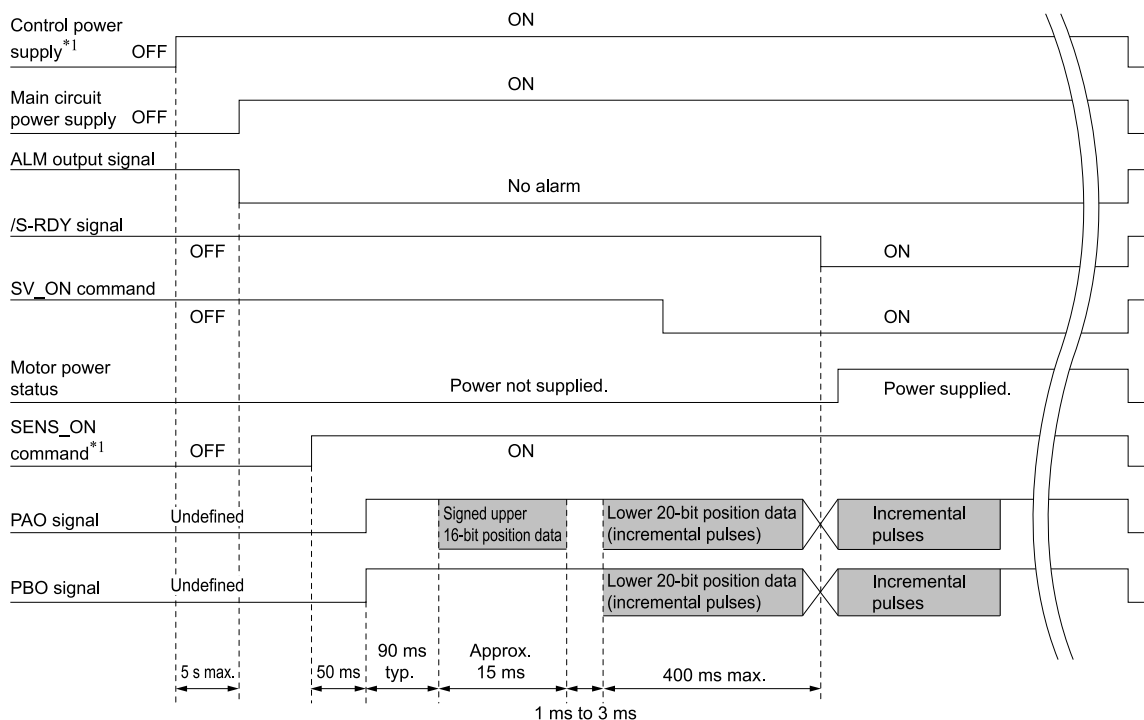 Control power
supply*1 OFF
ON
Main circuit
power supply OFF
ON
ALM output signal
No alarm
/S-RDY signal
OFF
ON
SV_ON command
OFF
ON
Motor power
status
Power not supplied.
Power supplied.
SENS_ON
command*1
OFF
ON
PAO signal
Undefined
Signed upper
16-bit position data
Lower 20-bit position data
(incremental pulses)
Incremental
pulses
PBO signal
Undefined
Lower 20-bit position data
(incremental pulses)
Incremental
pulses
5 s max.
50 ms
90 ms
typ.
Approx.
15 ms
1 ms to 3 ms
400 ms max.